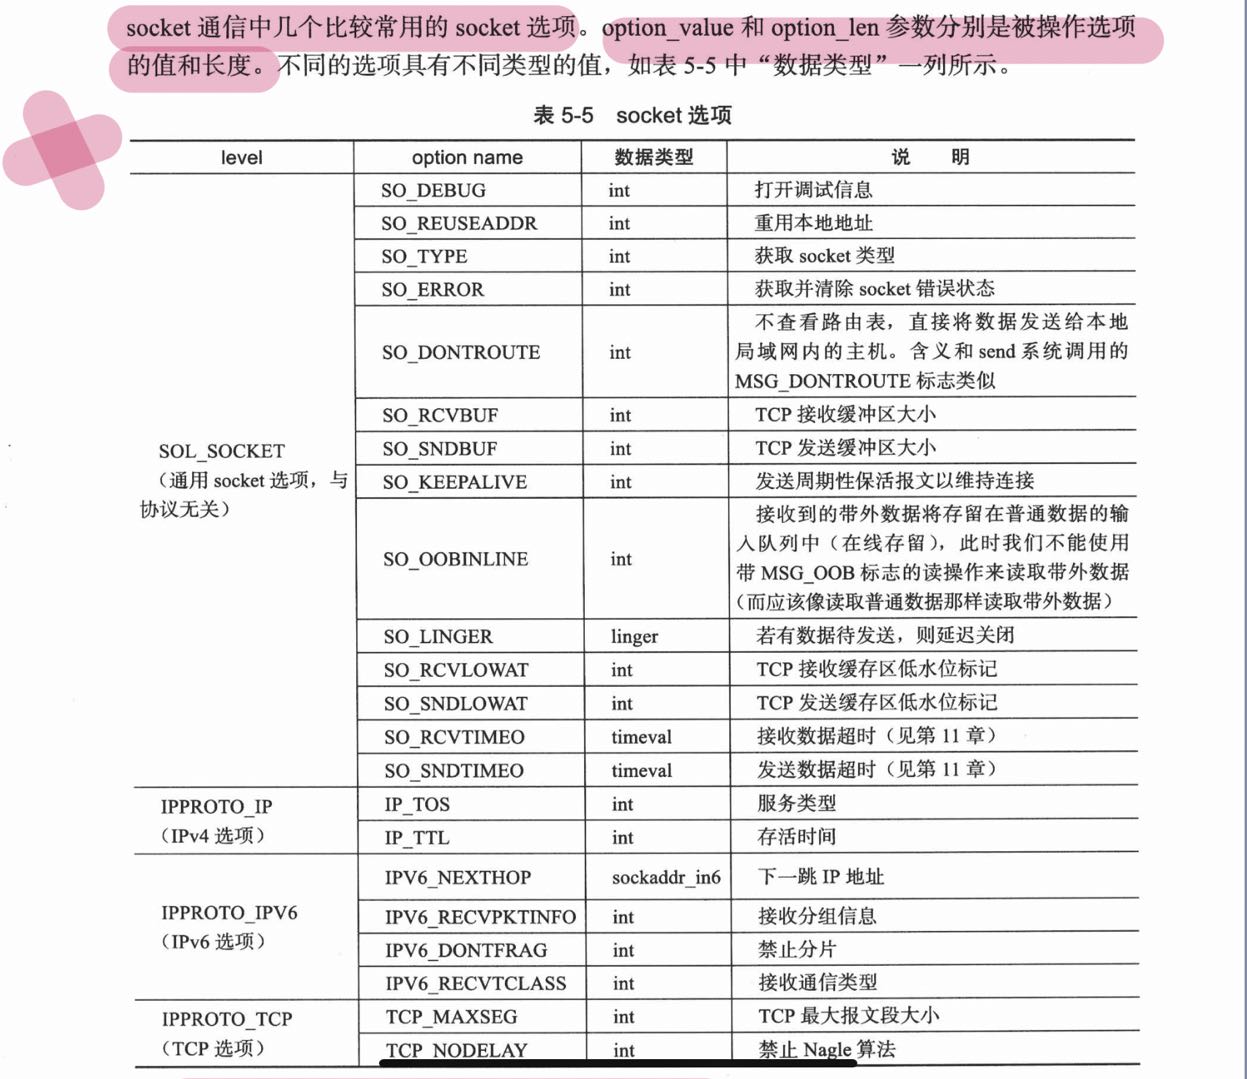 socket 通信中几个比较常用的 socket 选项。option_value 和 option_len 参数分别是被操作选项
的值和长度。不同的选项具有不同类型的值，如表 5-5 中“数据类型”一列所示。
表 5-5 socket 选项
level option name 数据类型 说 明
SOL_SOCKET
（通用 socket 选项，与
协议无关）
SO_DEBUG int 打开调试信息
SO_REUSEADDR int 重用本地地址
SO_TYPE int 获取 socket 类型
SO_ERROR int 获取并清除 socket 错误状态
SO_DONTROUTE int 不查看路由表，直接将数据发送给本地
局域网内的主机。含义和 send 系统调用的
MSG_DONTROUTE 标志类似
SO_RCVBUF int TCP 接收缓冲区大小
SO_SNDBUF int TCP 发送缓冲区大小
SO_KEEPALIVE int 发送周期性保活报文以维持连接
SO_OOBINLINE int 接收到的带外数据将存留在普通数据的输
入队列中（在线存留），此时我们不能使用
带 MSG_OOB 标志的读操作来读取带外数据
（而应该像读取普通数据那样读取带外数据）
SO_LINGER linger 若有数据待发送，则延迟关闭
SO_RCVLOWAT int TCP 接收缓存区低水位标记
SO_SNDLOWAT int TCP 发送缓存区低水位标记
SO_RCVTIMEO timeval 接收数据超时（见第 11 章）
SO_SNDTIMEO timeval 发送数据超时（见第 11 章）
IPPROTO_IP
（IPv4 选项）
IP_TOS int 服务类型
IP_TTL int 存活时间
IPPROTO_IPV6
（IPv6 选项）
IPV6_NEXTHOP sockaddr_in6 下一跳 IP 地址
IPV6_RECVPKTINFO int 接收分组信息
IPV6_DONTFRAG int 禁止分片
IPV6_RECVTCLASS int 接收通信类型
IPPROTO_TCP
（TCP 选项）
TCP_MAXSEG int TCP 最大报文段大小
TCP_NODELAY int 禁止 Nagle 算法